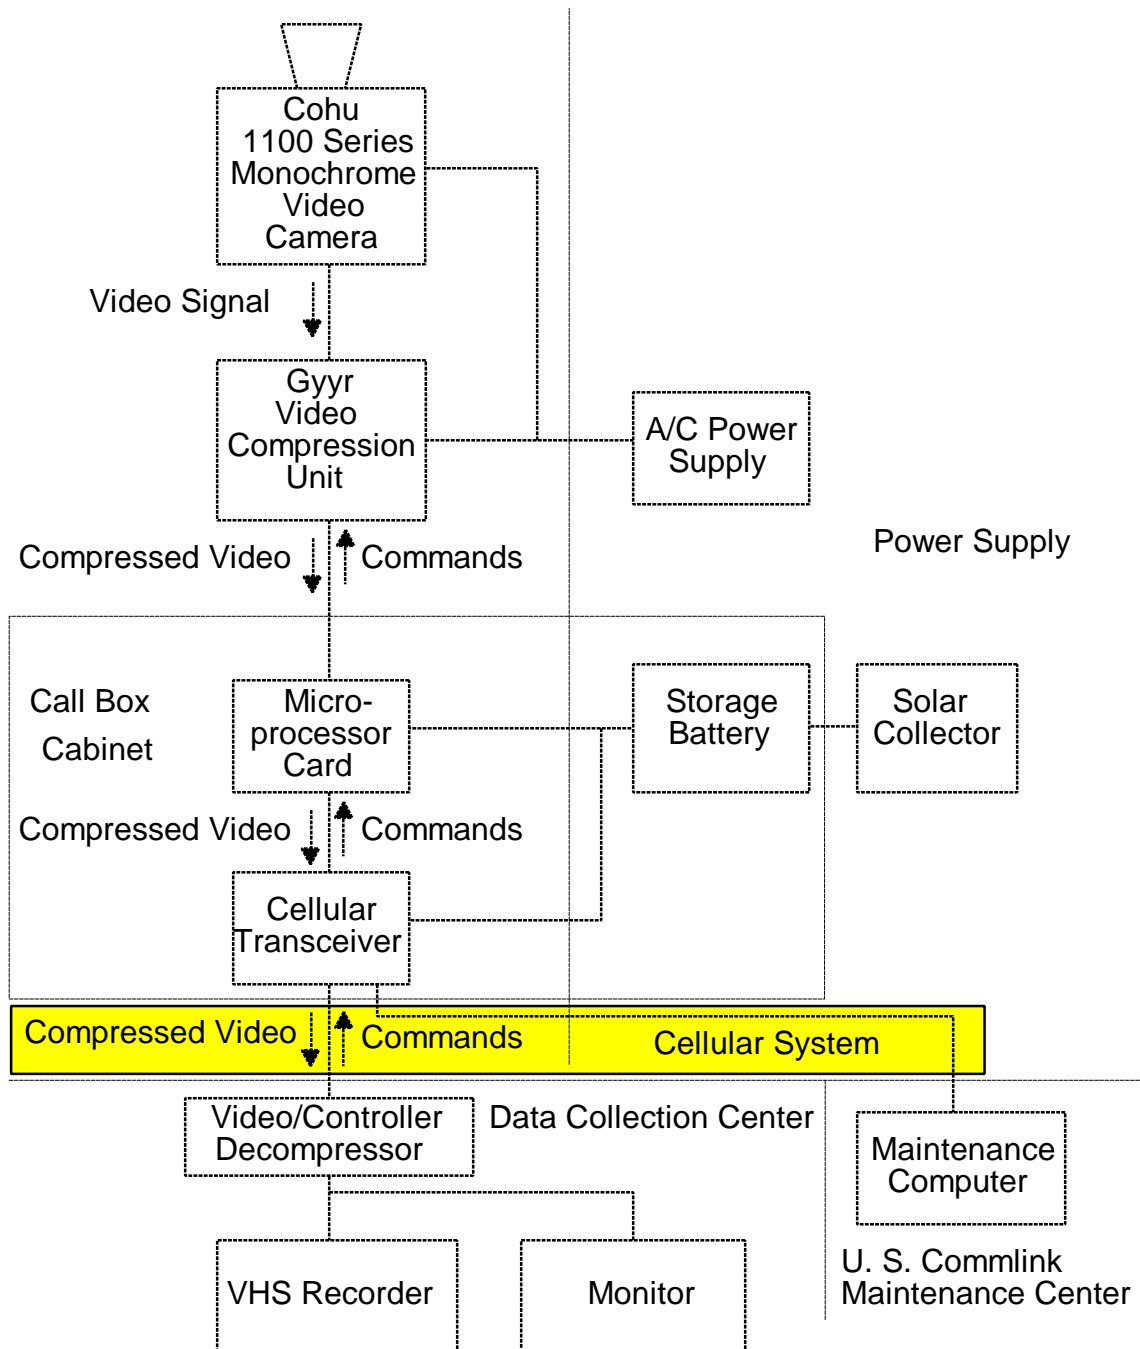 Cohu
1100 Series
Monochrome
Video
Camera
Video Signal
Gyyr
Video
Compression
Unit
A/C Power
Supply
Power Supply
Compressed Video
Commands
Call Box
Cabinet
Micro-
processor
Card
Storage
Battery
Solar
Collector
Compressed Video
Commands
Cellular
Transceiver
Compressed Video
Commands
Cellular System
Video/Controller
Decompressor
Data Collection Center
Maintenance
Computer
VHS Recorder
Monitor
U. S. Commlink
Maintenance Center